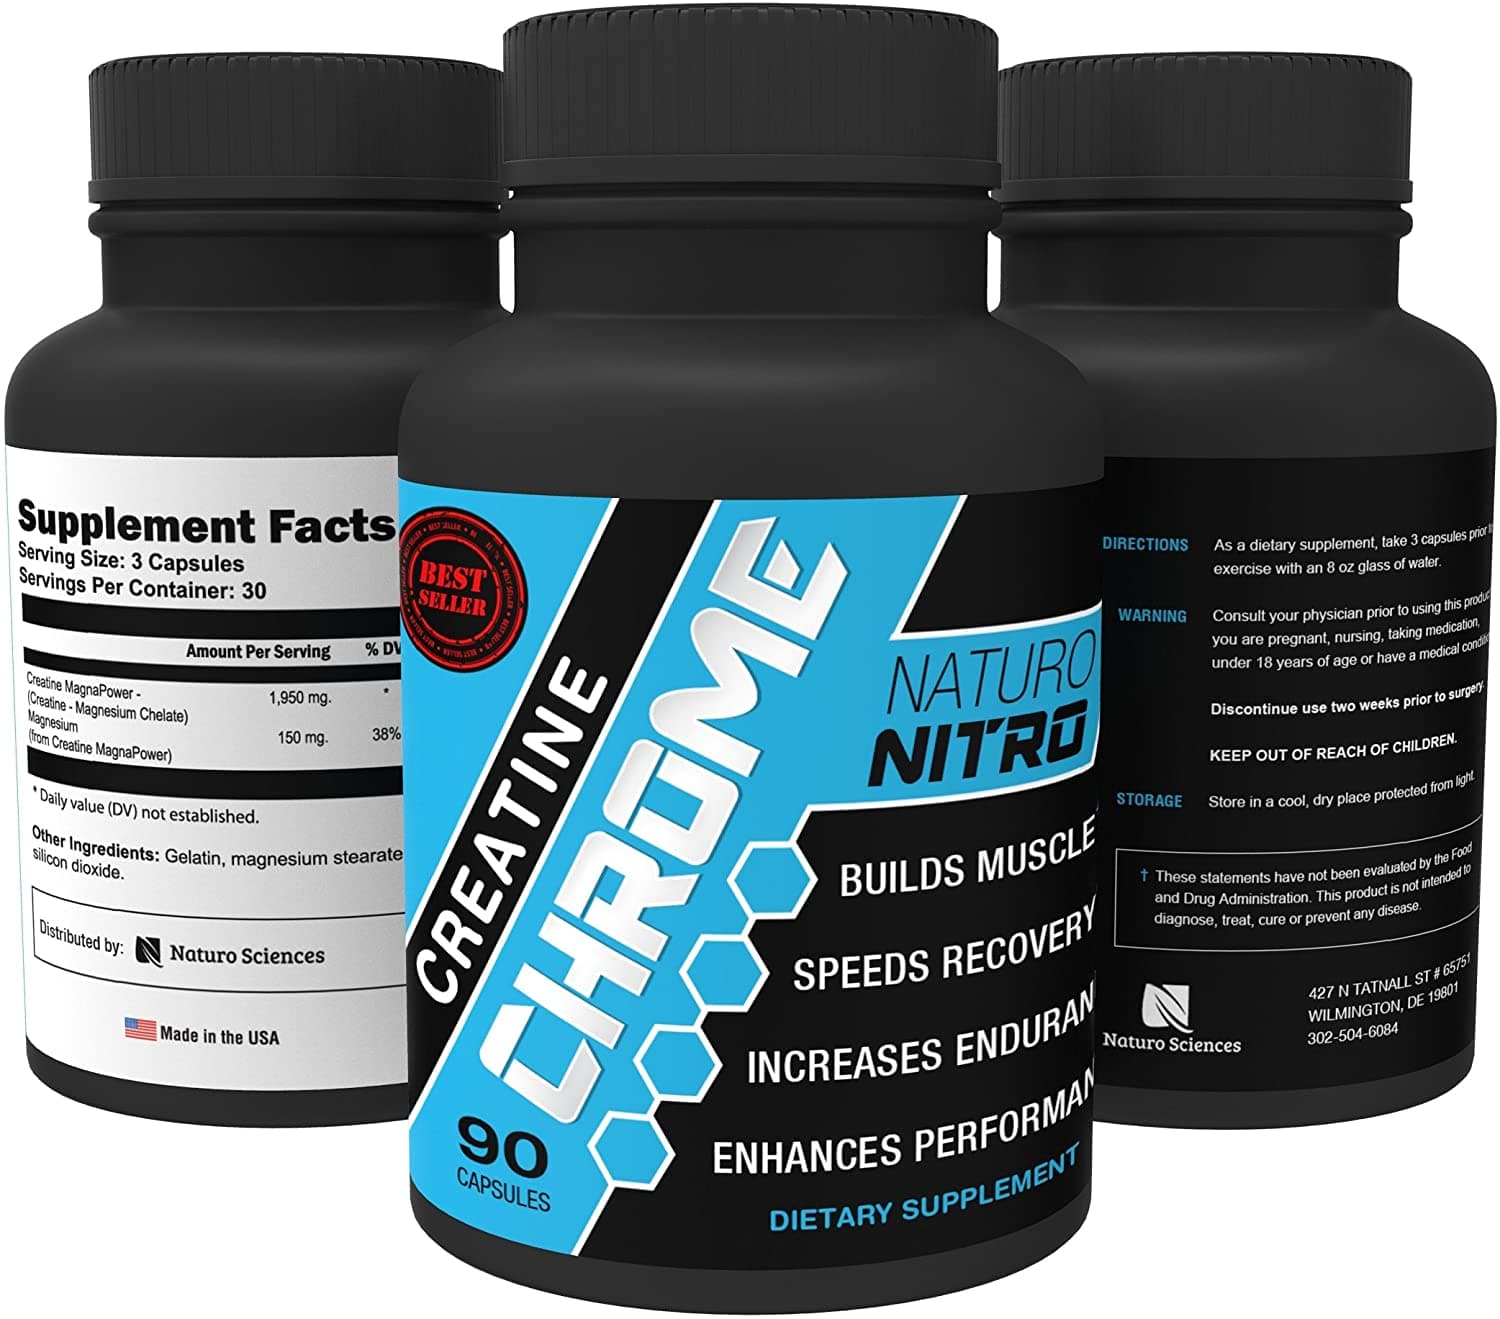 Supplement Facts
Serving Size: 3 Capsules
Servings Per Container: 30
Amount Per Serving % DV
Creatine MagnaPower - 1,950 mg. *
(Creatine - Magnesium Chelate)
Magnesium 150 mg. 38%
(from Creatine MagnaPower)
* Daily value (DV) not established.
Other Ingredients: Gelatin, magnesium stearate
silicon dioxide.
Distributed by: Naturo Sciences
Made in the USA
BEST SELLER
BEST
SELLER
CREATINE
CHROME
NATURO
NITRO
BUILDS MUSCLE
SPEEDS RECOVERY
INCREASES ENDURAN
ENHANCES PERFORMAN
DIETARY SUPPLEMENT
90
CAPSULES
DIRECTIONS As a dietary supplement, take 3 capsules prior
exercise with an 8 oz glass of water.
WARNING Consult your physician prior to using this product
you are pregnant, nursing, taking medication,
under 18 years of age or have a medical conditi
Discontinue use two weeks prior to surgery.
KEEP OUT OF REACH OF CHILDREN.
STORAGE Store in a cool, dry place protected from light.
† These statements have not been evaluated by the Food
and Drug Administration. This product is not intended to
diagnose, treat, cure or prevent any disease.
Naturo Sciences
427 N TATNALL ST # 65751
WILMINGTON, DE 19801
302-504-6084